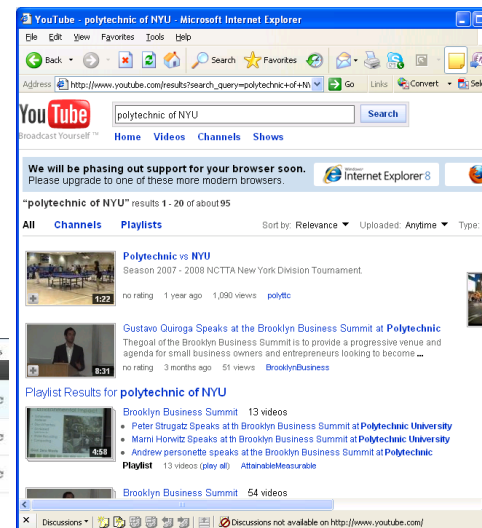 YouTube - polytechnic of NYU - Microsoft Internet Explorer
File Edit View Favorites Tools Help
Back Search Favorites
Address http://www.youtube.com/results?search_query=polytechnic+of+N Go Links Convert Sel
You Tube polytechnic of NYU Search
Broadcast Yourself ™ Home Videos Channels Shows
We will be phasing out support for your browser soon.
Please upgrade to one of these more modern browsers.
Windows Internet Explorer 8
“polytechnic of NYU” results 1 - 20 of about 95
All Channels Playlists Sort by: Relevance Uploaded: Anytime Type:
Polytechnic vs NYU
Season 2007 - 2008 NCTTA New York Division Tournament.
1:22 no rating 1 year ago 1,090 views polyttc
Gustavo Quiroga Speaks at the Brooklyn Business Summit at Polytechnic
Thegoal of the Brooklyn Business Summit is to provide a progressive venue and
agenda for small business owners and entrepreneurs looking to become ...
8:31 no rating 3 months ago 51 views BrooklynBusiness
Playlist Results for polytechnic of NYU
Brooklyn Business Summit 13 videos
Peter Strugatz Speaks at th Brooklyn Business Summit at Polytechnic University
Marni Horwitz Speaks at th Brooklyn Business Summit at Polytechnic University
Andrew personette speaks at the Brooklyn Business Summit at Polytechnic
4:58 Playlist 13 videos (play all) AttainableMeasurable
Brooklyn Business Summit 54 videos
Discussions Discussions not available on http://www.youtube.com/